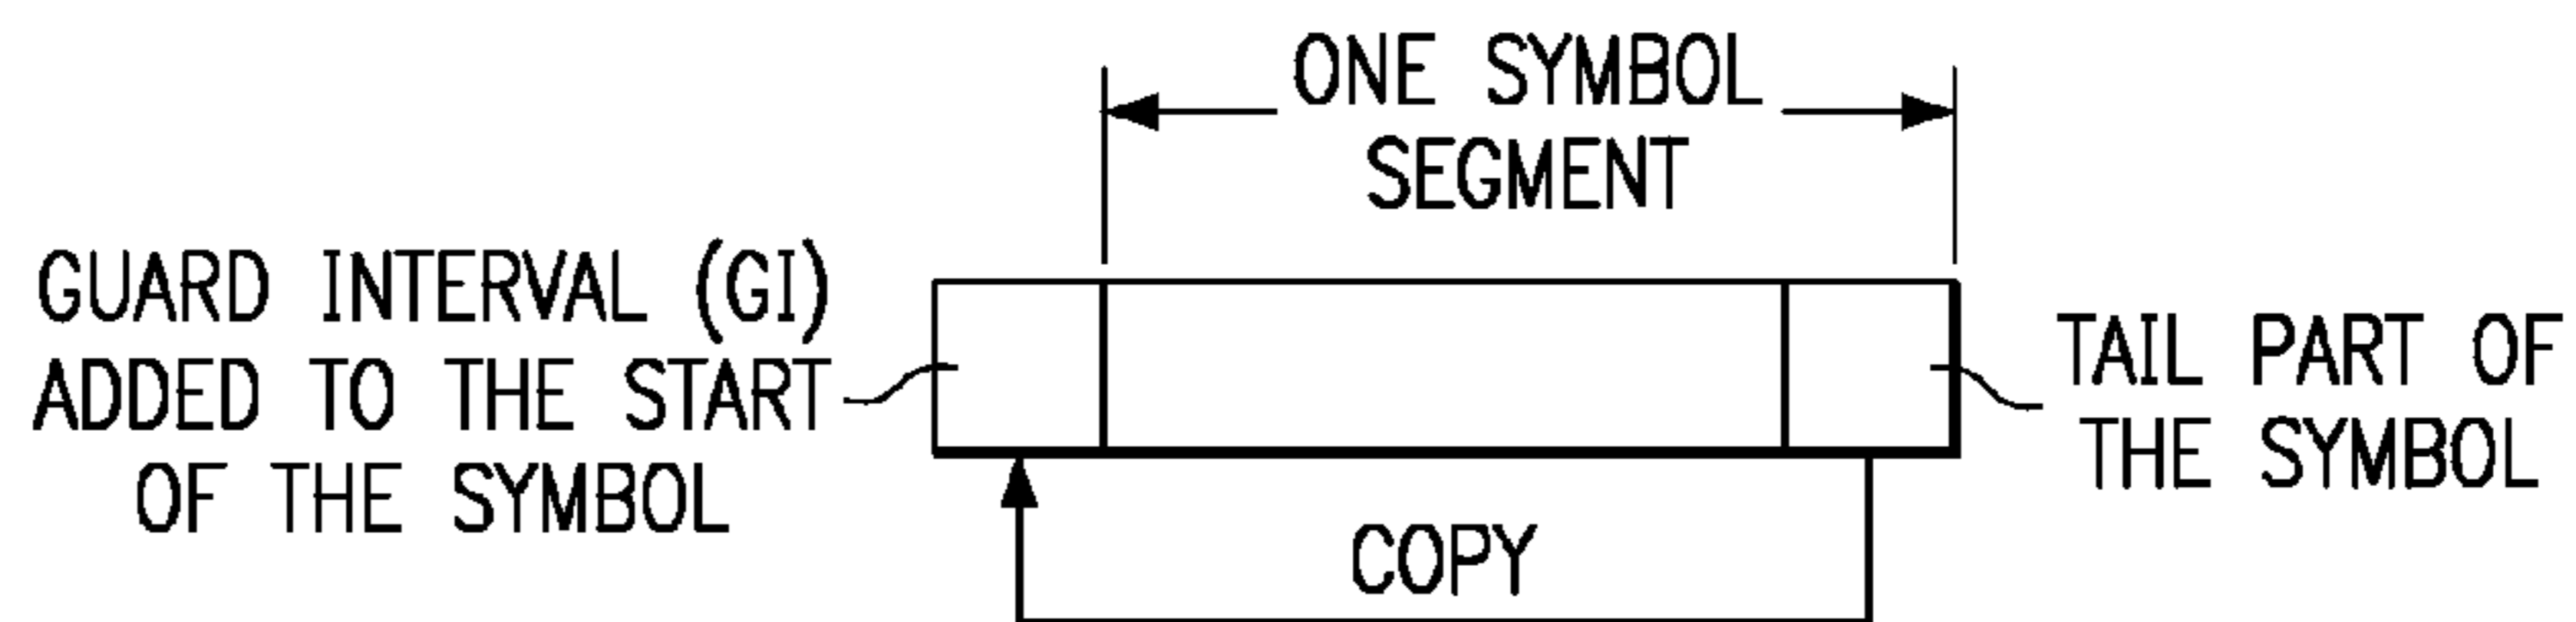 ONE SYMBOL
SEGMENT
GUARD INTERVAL (GI)
ADDED TO THE START
OF THE SYMBOL
TAIL PART OF
THE SYMBOL
COPY